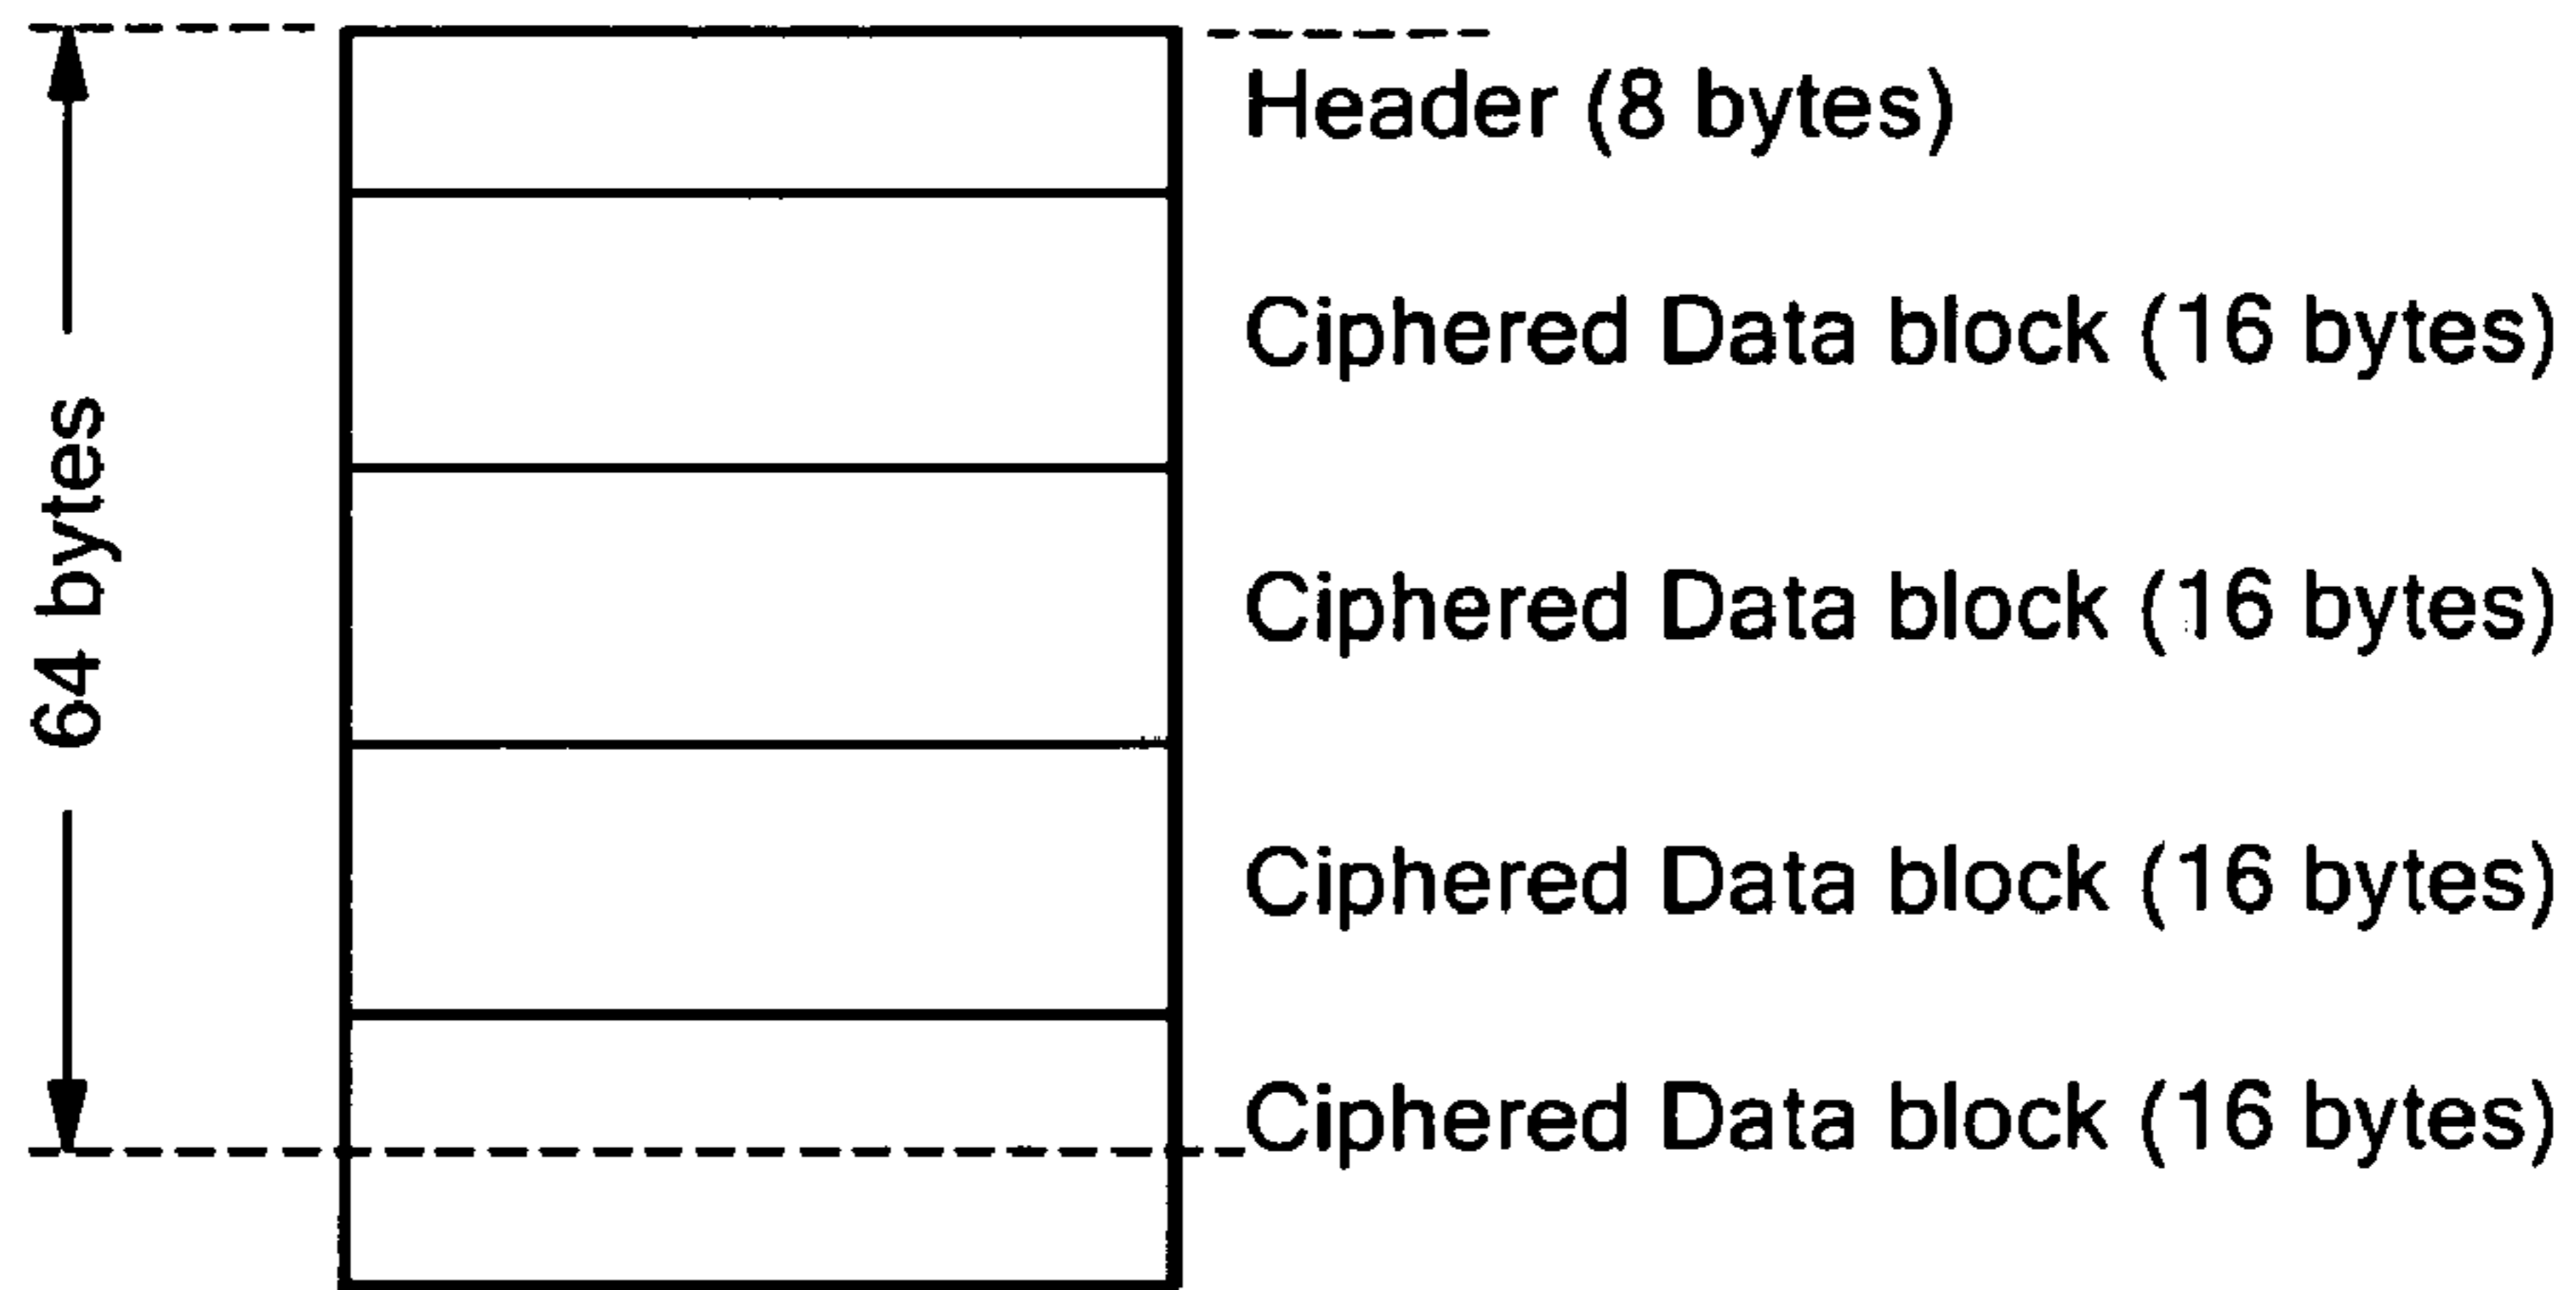 64 bytes
Header (8 bytes)
Ciphered Data block (16 bytes)
Ciphered Data block (16 bytes)
Ciphered Data block (16 bytes)
Ciphered Data block (16 bytes)